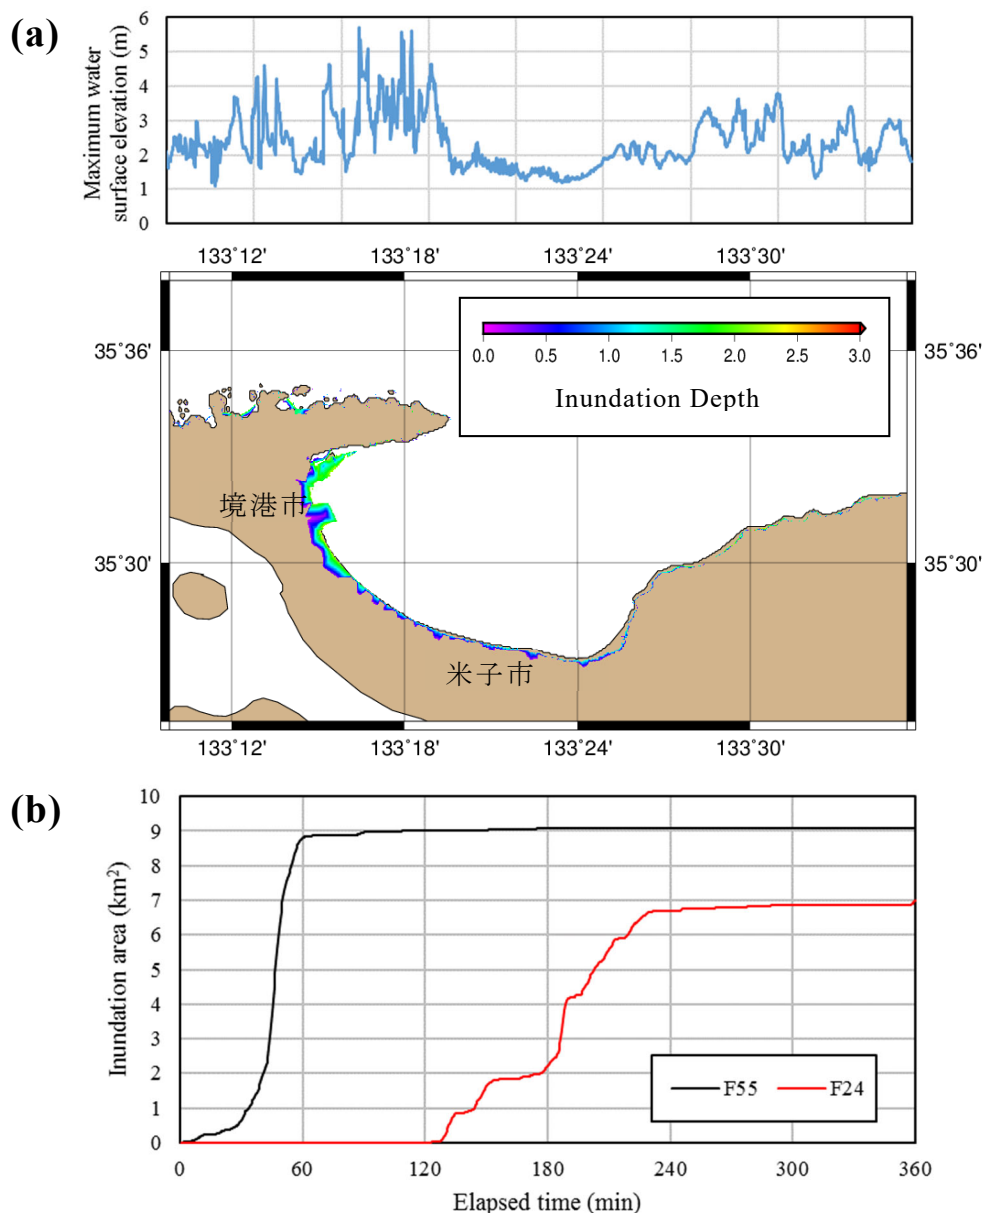 (a)
Maximum water
surface elevation (m)
6
5
4
3
2
1
0
133˚12' 133˚18' 133˚24' 133˚30'
0.0 0.5 1.0 1.5 2.0 2.5 3.0
Inundation Depth
35˚36' 35˚36'
境港市
35˚30' 35˚30'
米子市
133˚12' 133˚18' 133˚24' 133˚30'
(b)
Inundation area (km²)
10
9
8
7
6
5
4
3
2
1
0
F55 F24
0 60 120 180 240 300 360
Elapsed time (min)